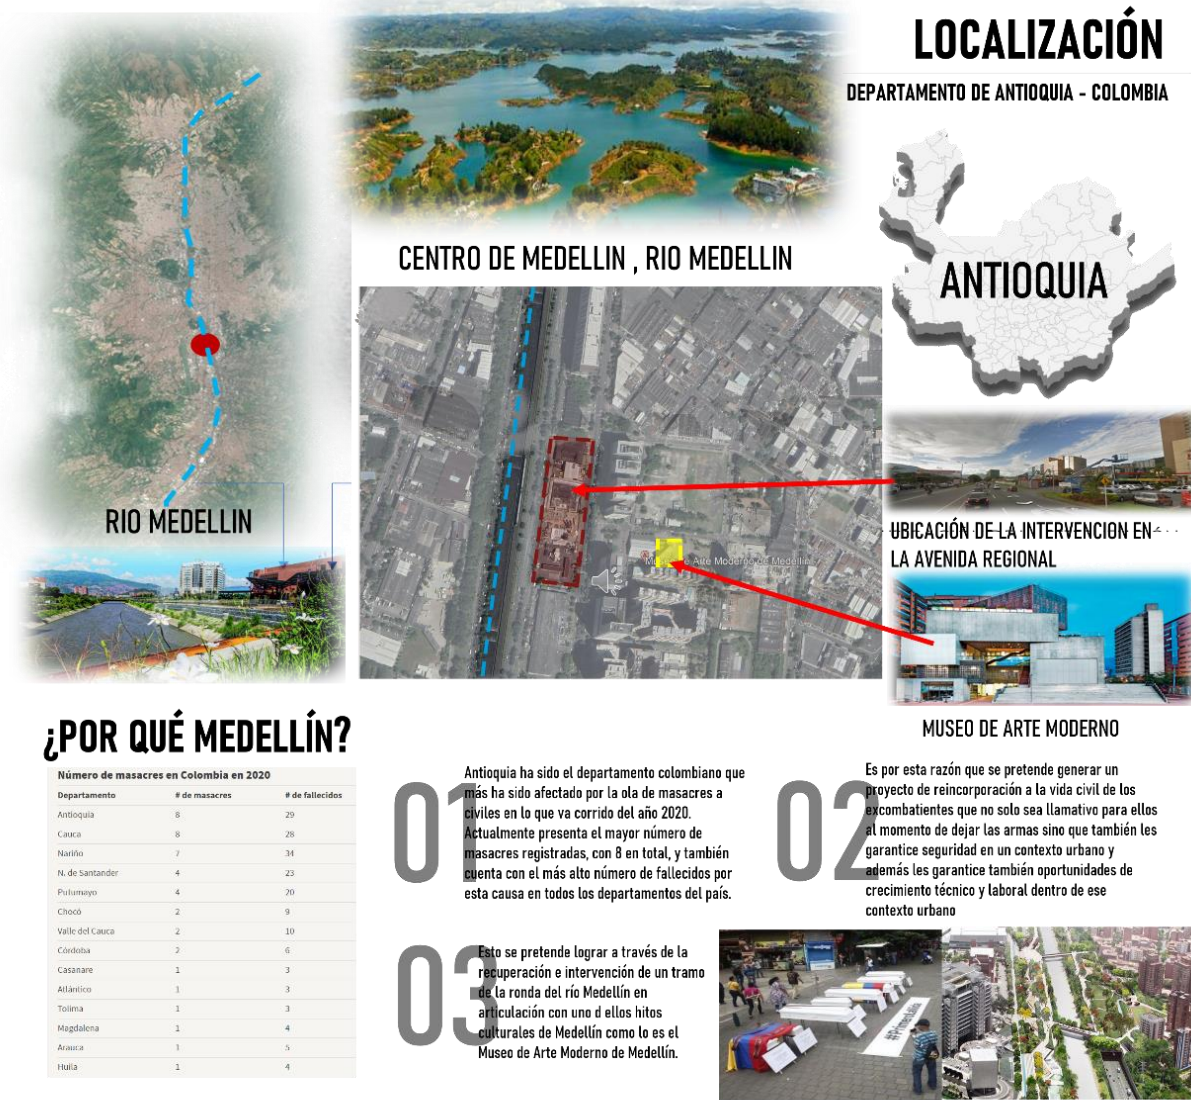 LOCALIZACIÓN
DEPARTAMENTO DE ANTIOQUIA - COLOMBIA
ANTIOQUIA
CENTRO DE MEDELLIN , RIO MEDELLIN
RIO MEDELLIN
Arte Moderno de Medellín
UBICACIÓN DE LA INTERVENCION EN
LA AVENIDA REGIONAL
MUSEO DE ARTE MODERNO
¿POR QUÉ MEDELLÍN?
Número de masacres en Colombia en 2020
Departamento # de masacres # de fallecidos
Antioquia 8 29
Cauca 8 28
Nariño 7 34
N. de Santander 4 23
Putumayo 4 20
Chocó 2 9
Valle del Cauca 2 10
Córdoba 2 6
Casanare 1 3
Atlántico 1 3
Tolima 1 3
Magdalena 1 4
Arauca 1 5
Huila 1 4
01
Antioquia ha sido el departamento colombiano que
más ha sido afectado por la ola de masacres a
civiles en lo que va corrido del año 2020.
Actualmente presenta el mayor número de
masacres registradas, con 8 en total, y también
cuenta con el más alto número de fallecidos por
esta causa en todos los departamentos del país.
02
Es por esta razón que se pretende generar un
proyecto de reincorporación a la vida civil de los
excombatientes que no solo sea llamativo para ellos
al momento de dejar las armas sino que también les
garantice seguridad en un contexto urbano y
además les garantice también oportunidades de
crecimiento técnico y laboral dentro de ese
contexto urbano
03
Esto se pretende lograr a través de la
recuperación e intervención de un tramo
de la ronda del río Medellín en
articulación con uno d ellos hitos
culturales de Medellín como lo es el
Museo de Arte Moderno de Medellín.